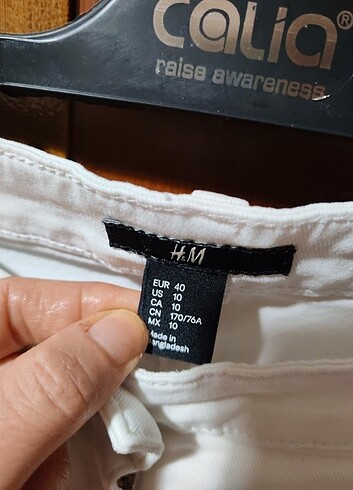 calia®
raise awareness
H&M
EUR 40
US 10
CA 10
CN 170/76A
MX 10
Made in
Bangladesh